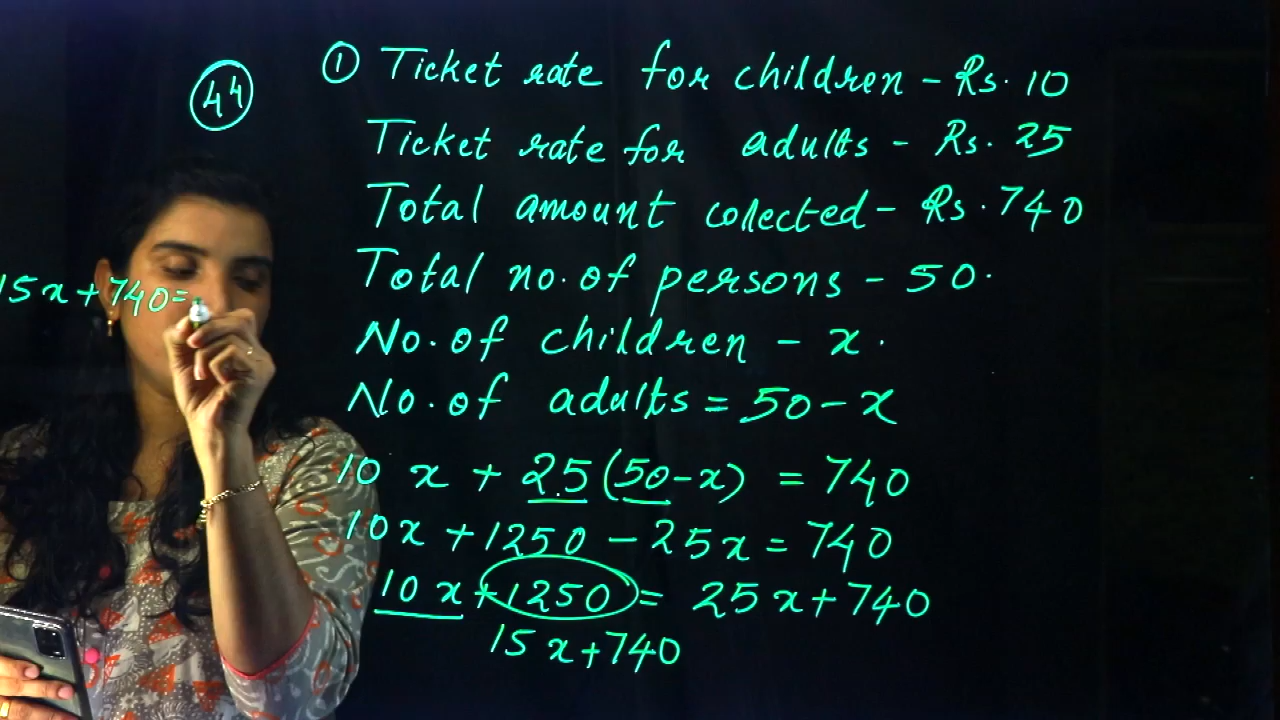 44
① Ticket rate for children - Rs. 10
Ticket rate for adults - Rs. 25
Total amount collected - Rs. 740
Total no. of persons - 50.
No. of children - x.
No. of adults = 50 - x
10 x + 25 (50 - x) = 740
10x + 1250 - 25x = 740
10x + 1250 = 25x + 740
15x + 740
15x + 740 =